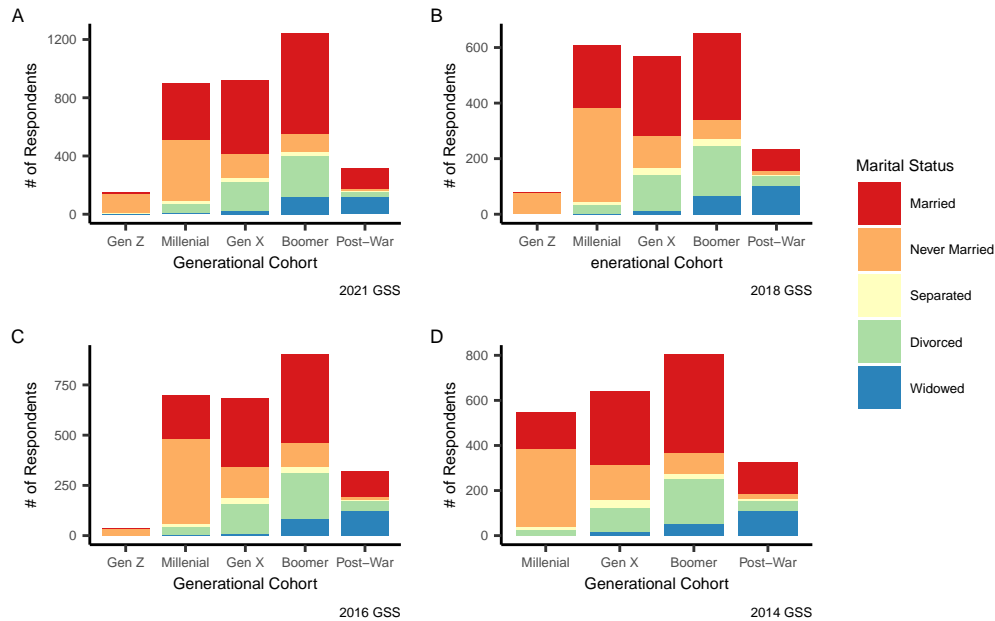 A
# of Respondents
1200
800
400
0
Gen Z Millenial Gen X Boomer Post-War
Generational Cohort
2021 GSS
B
# of Respondents
600
400
200
0
Gen Z Millenial Gen X Boomer Post-War
enerational Cohort
2018 GSS
C
# of Respondents
750
500
250
0
Gen Z Millenial Gen X Boomer Post-War
Generational Cohort
2016 GSS
D
# of Respondents
800
600
400
200
0
Millenial Gen X Boomer Post-War
Generational Cohort
2014 GSS
Marital Status
Married
Never Married
Separated
Divorced
Widowed